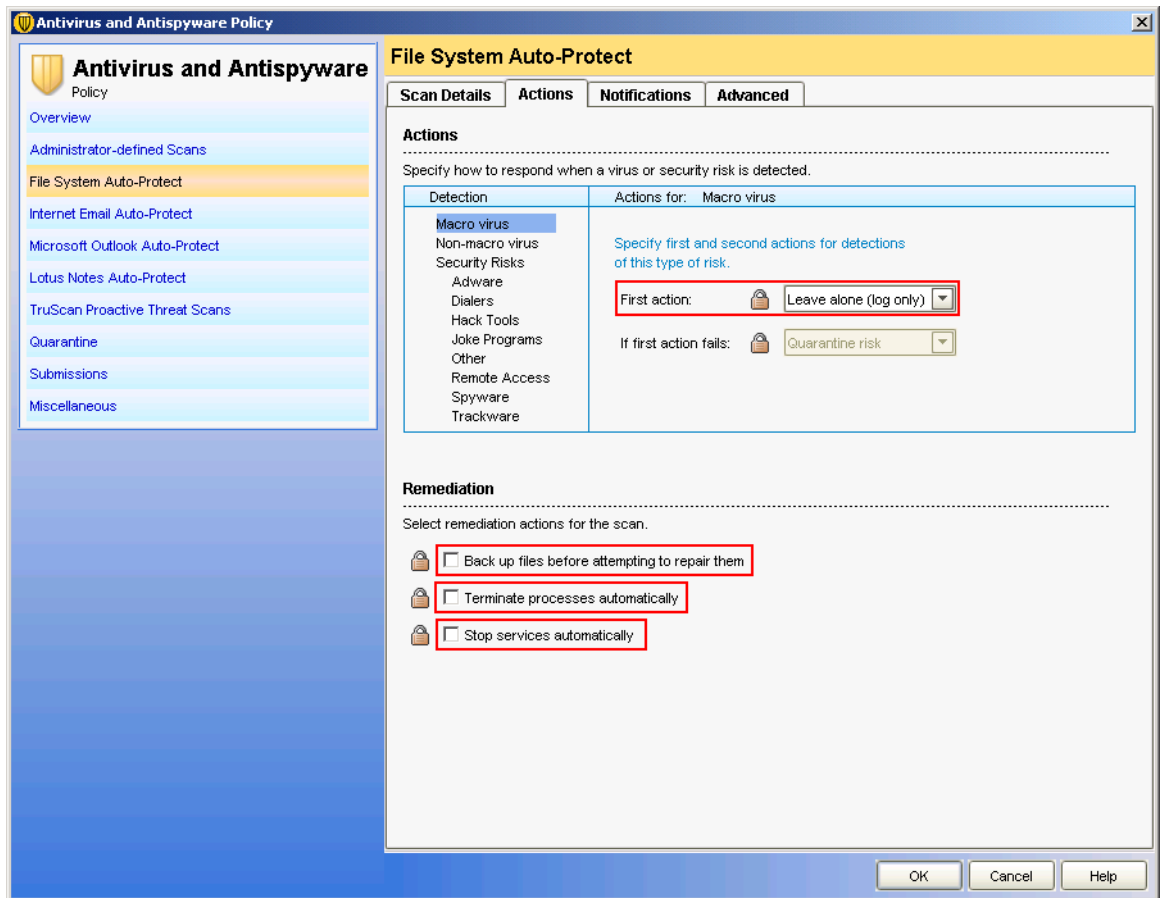 Antivirus and Antispyware Policy
Antivirus and Antispyware
Policy
Overview
Administrator-defined Scans
File System Auto-Protect
Internet Email Auto-Protect
Microsoft Outlook Auto-Protect
Lotus Notes Auto-Protect
TruScan Proactive Threat Scans
Quarantine
Submissions
Miscellaneous
File System Auto-Protect
Scan Details Actions Notifications Advanced
Actions
Specify how to respond when a virus or security risk is detected.
Detection
Macro virus
Non-macro virus
Security Risks
Adware
Dialers
Hack Tools
Joke Programs
Other
Remote Access
Spyware
Trackware
Actions for: Macro virus
Specify first and second actions for detections
of this type of risk.
First action: Leave alone (log only)
If first action fails: Quarantine risk
Remediation
Select remediation actions for the scan.
Back up files before attempting to repair them
Terminate processes automatically
Stop services automatically
OK Cancel Help